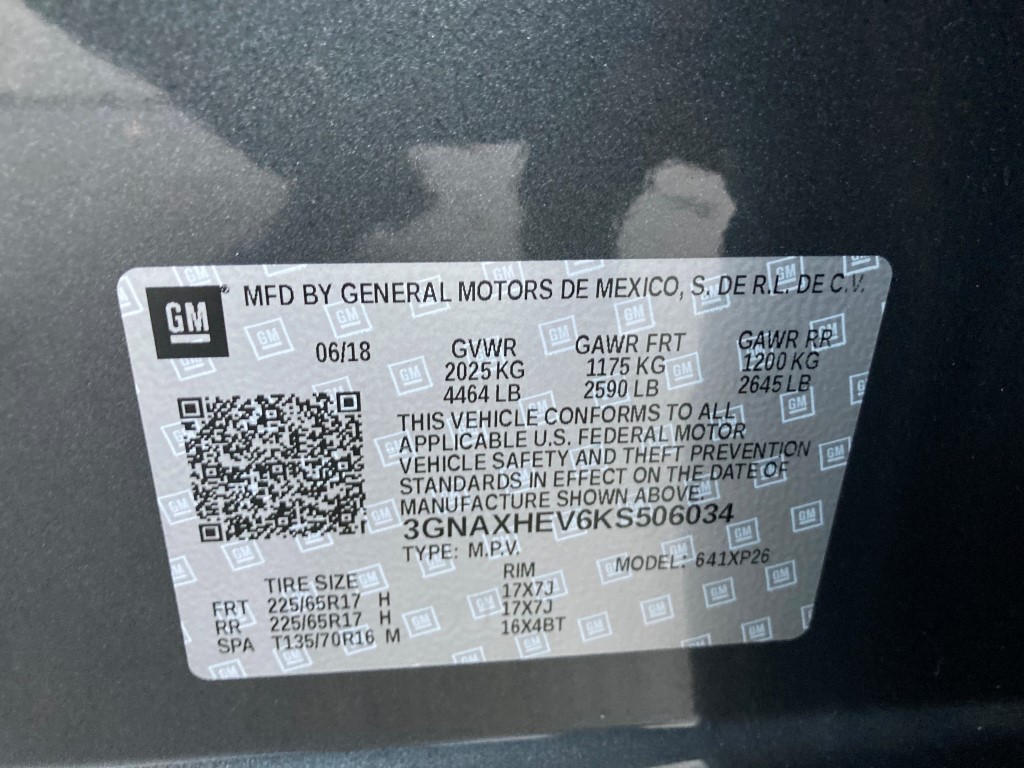 GM® MFD BY GENERAL MOTORS DE MEXICO, S. DE R.L. DE C.V.
06/18 GVWR GAWR FRT GAWR RR
2025 KG 1175 KG 1200 KG
4464 LB 2590 LB 2645 LB
THIS VEHICLE CONFORMS TO ALL
APPLICABLE U.S. FEDERAL MOTOR
VEHICLE SAFETY AND THEFT PREVENTION
STANDARDS IN EFFECT ON THE DATE OF
MANUFACTURE SHOWN ABOVE.
3GNAXHEV6KS506034
TYPE: M.P.V. MODEL: 641XP26
TIRE SIZE RIM
FRT 225/65R17 H 17X7J
RR 225/65R17 H 17X7J
SPA T135/70R16 M 16X4BT